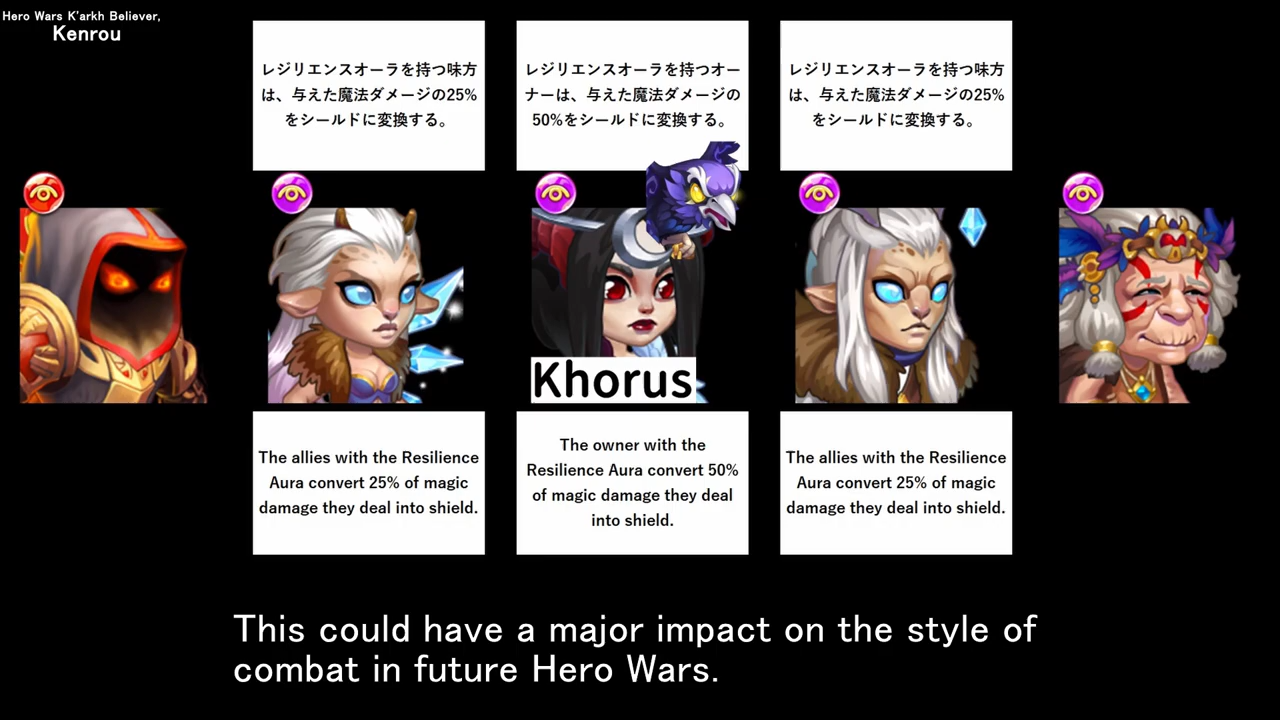 Hero Wars K'arkh Believer,
Kenrou
レジリエンスオーラを持つ味方
は、与えた魔法ダメージの25%
をシールドに変換する。
レジリエンスオーラを持つオー
ナーは、与えた魔法ダメージの
50%をシールドに変換する。
レジリエンスオーラを持つ味方
は、与えた魔法ダメージの25%
をシールドに変換する。
Khorus
The allies with the Resilience
Aura convert 25% of magic
damage they deal into shield.
The owner with the
Resilience Aura convert 50%
of magic damage they deal
into shield.
The allies with the Resilience
Aura convert 25% of magic
damage they deal into shield.
This could have a major impact on the style of
combat in future Hero Wars.